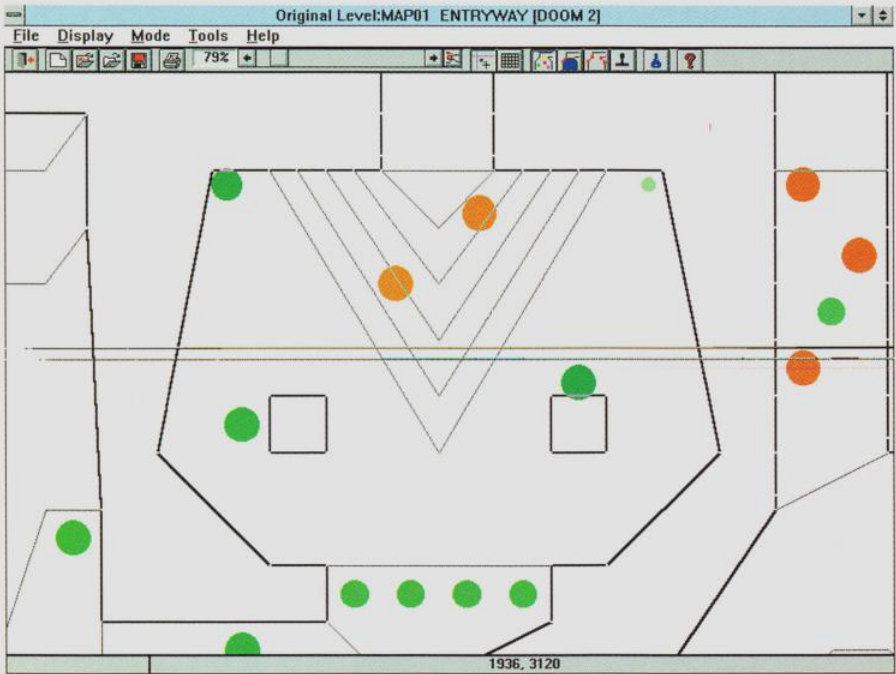 Original Level:MAP01 ENTRYWAY [DOOM 2]
File Display Mode Tools Help
79%
?
1936, 3120